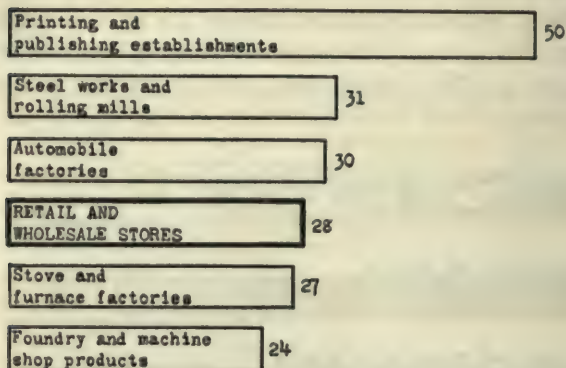 Printing and
publishing establishments
50
Steel works and
rolling mills
31
Automobile
factories
30
RETAIL AND
WHOLESALE STORES
28
Stove and
furnace factories
27
Foundry and machine
shop products
24